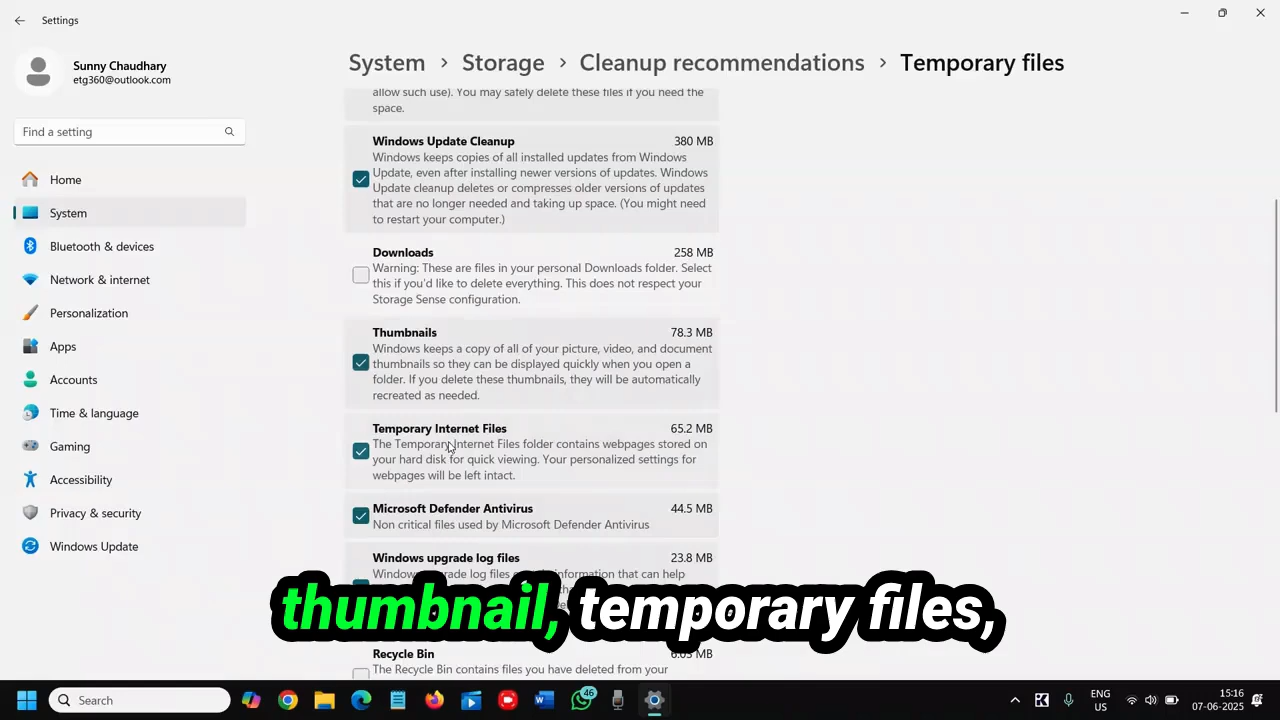 Settings
Sunny Chaudhary
etg360@outlook.com
Find a setting
Home
System
Bluetooth & devices
Network & internet
Personalization
Apps
Accounts
Time & language
Gaming
Accessibility
Privacy & security
Windows Update
System > Storage > Cleanup recommendations > Temporary files
allow such use). You may safely delete these files if you need the
space.
Windows Update Cleanup 380 MB
Windows keeps copies of all installed updates from Windows
Update, even after installing newer versions of updates. Windows
Update cleanup deletes or compresses older versions of updates
that are no longer needed and taking up space. (You might need
to restart your computer.)
Downloads 258 MB
Warning: These are files in your personal Downloads folder. Select
this if you'd like to delete everything. This does not respect your
Storage Sense configuration.
Thumbnails 78.3 MB
Windows keeps a copy of all of your picture, video, and document
thumbnails so they can be displayed quickly when you open a
folder. If you delete these thumbnails, they will be automatically
recreated as needed.
Temporary Internet Files 65.2 MB
The Temporary Internet Files folder contains webpages stored on
your hard disk for quick viewing. Your personalized settings for
webpages will be left intact.
Microsoft Defender Antivirus 44.5 MB
Non critical files used by Microsoft Defender Antivirus
Windows upgrade log files 23.8 MB
information that can help
thumbnail, temporary files,
Recycle Bin MB
The Recycle Bin contains files you have deleted from your
Search
46
ENG
US
15:16
07-06-2025